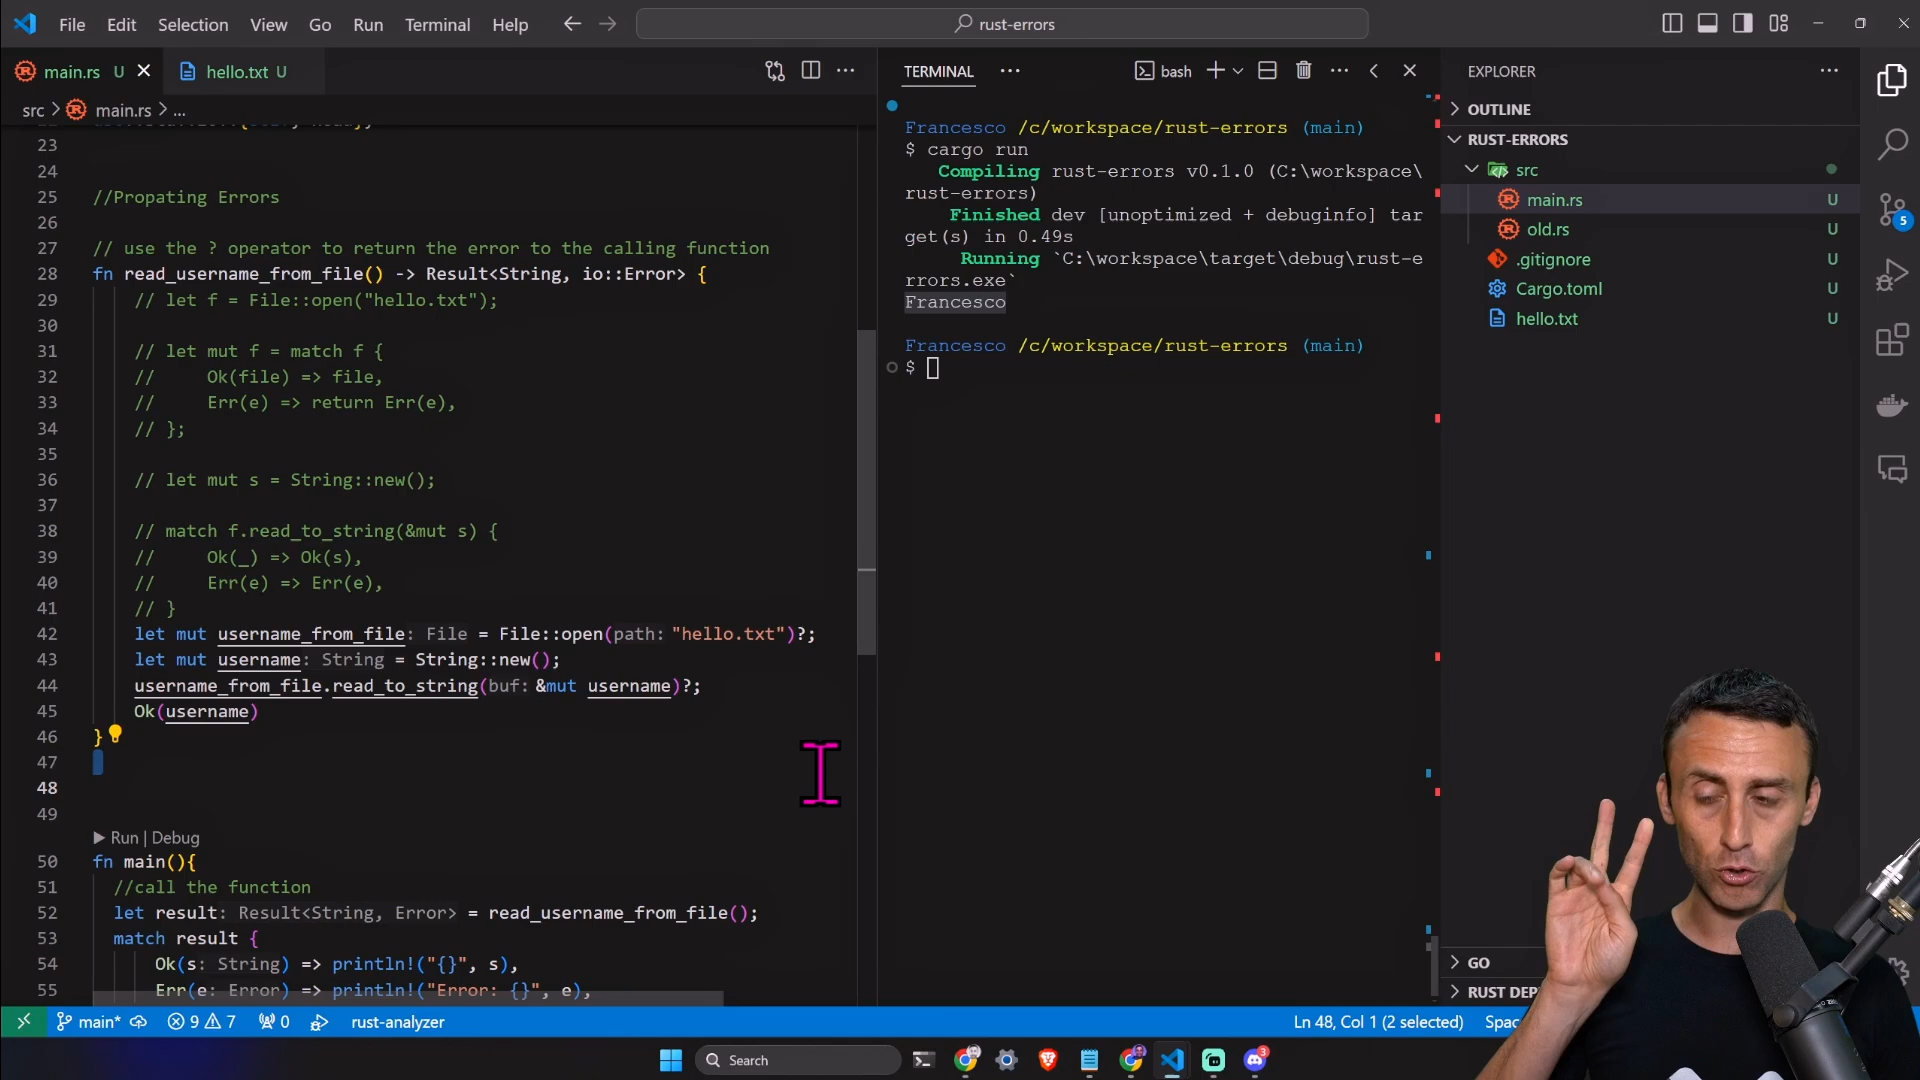 File Edit Selection View Go Run Terminal Help
rust-errors
main.rs U
hello.txt U
src > main.rs > ...
23
24
25 //Propating Errors
26
27 // use the ? operator to return the error to the calling function
28 fn read_username_from_file() -> Result<String, io::Error> {
29 // let f = File::open("hello.txt");
30
31 // let mut f = match f {
32 // Ok(file) => file,
33 // Err(e) => return Err(e),
34 // };
35
36 // let mut s = String::new();
37
38 // match f.read_to_string(&mut s) {
39 // Ok(_) => Ok(s),
40 // Err(e) => Err(e),
41 // }
42 let mut username_from_file: File = File::open(path: "hello.txt")?;
43 let mut username: String = String::new();
44 username_from_file.read_to_string(buf: &mut username)?;
45 Ok(username)
46 }
47
48
49
Run | Debug
50 fn main(){
51 //call the function
52 let result: Result<String, Error> = read_username_from_file();
53 match result {
54 Ok(s: String) => println!("{}", s),
55 Err(e: Error) => println!("Error: {}", e),
TERMINAL
bash
Francesco /c/workspace/rust-errors (main)
$ cargo run
Compiling rust-errors v0.1.0 (C:\workspace\
rust-errors)
Finished dev [unoptimized + debuginfo] tar
get(s) in 0.49s
Running `C:\workspace\target\debug\rust-e
rrors.exe`
Francesco
Francesco /c/workspace/rust-errors (main)
$
EXPLORER
OUTLINE
RUST-ERRORS
src
main.rs U
old.rs U
.gitignore U
Cargo.toml U
hello.txt U
5
GO
RUST DEP
main* 9 7 0 rust-analyzer
Ln 48, Col 1 (2 selected) Spac
Search
3